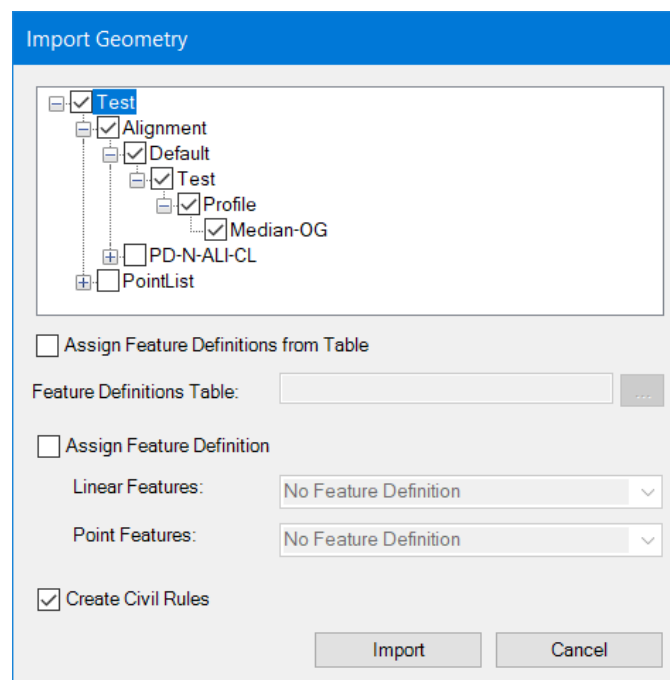 Import Geometry
Test
Alignment
Default
Test
Profile
Median-OG
PD-N-ALI-CL
PointList
Assign Feature Definitions from Table
Feature Definitions Table:
...
Assign Feature Definition
Linear Features: No Feature Definition
Point Features: No Feature Definition
Create Civil Rules
Import Cancel